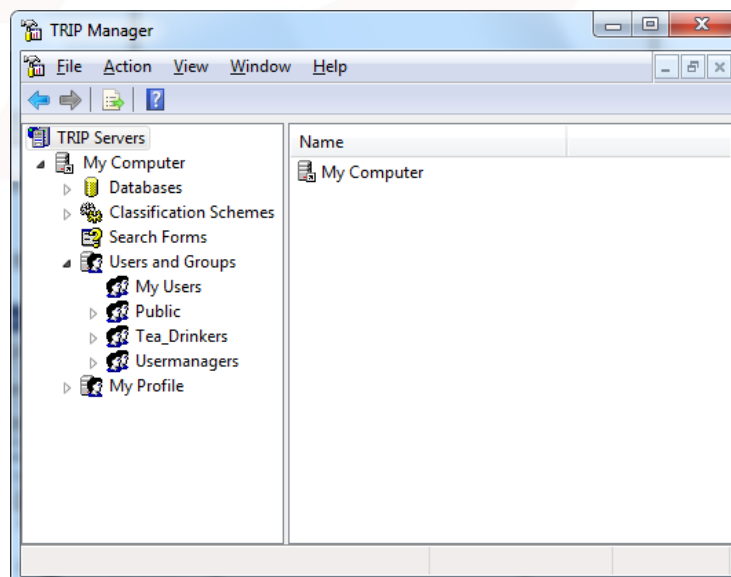 TRIP Manager
File Action View Window Help
TRIP Servers
My Computer
Databases
Classification Schemes
Search Forms
Users and Groups
My Users
Public
Tea_Drinkers
Usermanagers
My Profile
Name
My Computer